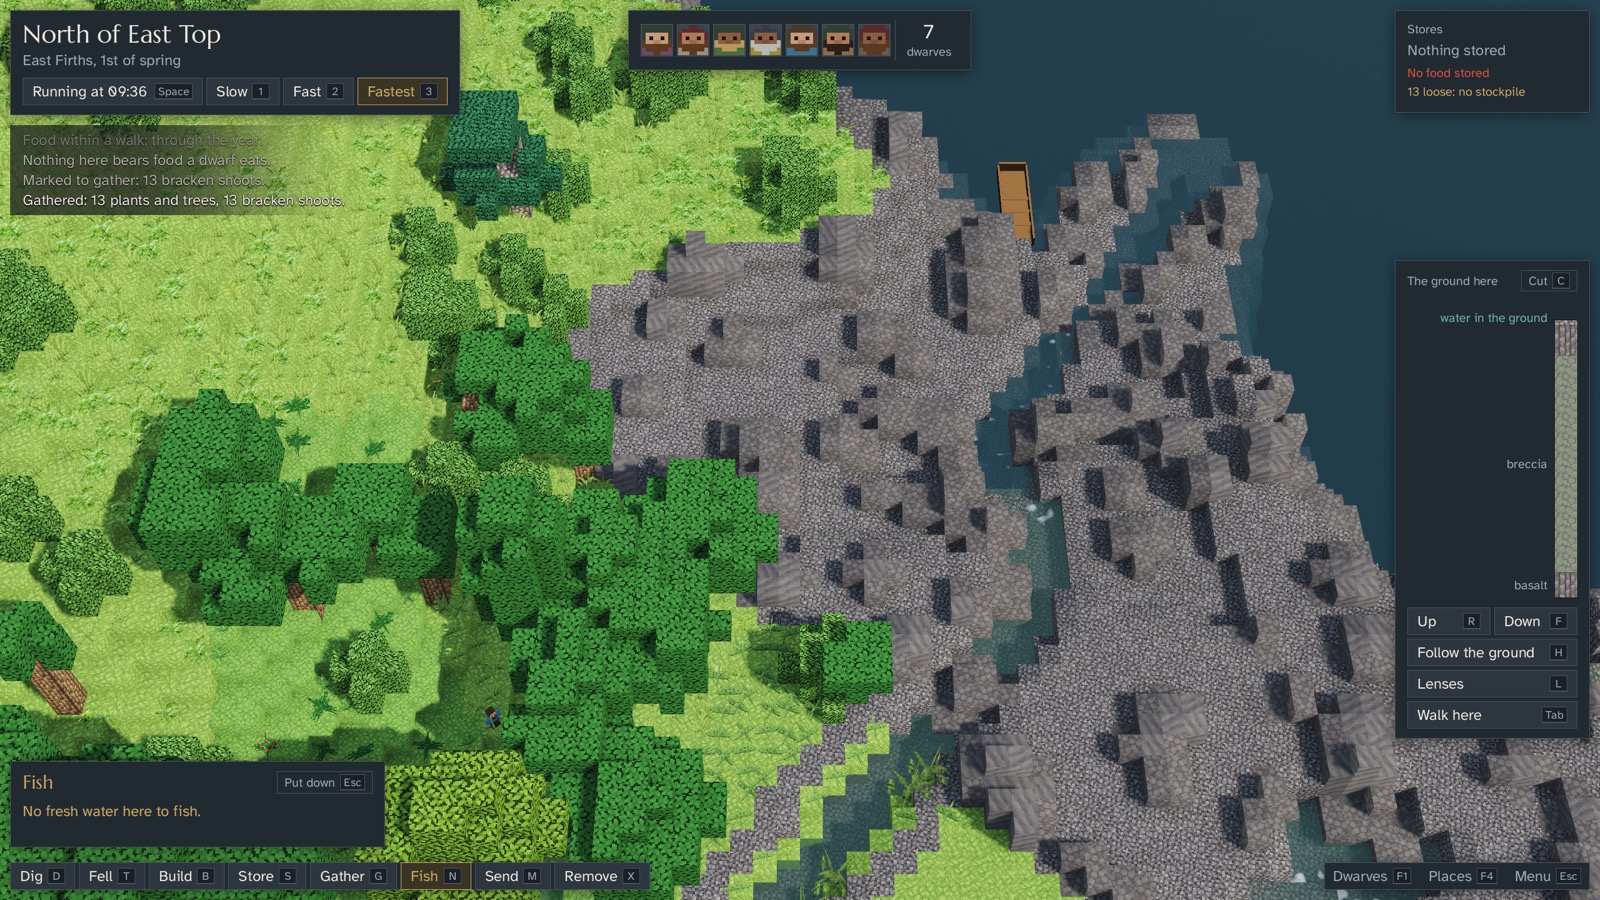 North of East Top
East Firths, 1st of spring
Running at 09:36 Space
Slow 1
Fast 2
Fastest 3
Food within a walk: through the year.
Nothing here bears food a dwarf eats.
Marked to gather: 13 bracken shoots.
Gathered: 13 plants and trees, 13 bracken shoots.
7
dwarves
Stores
Nothing stored
No food stored
13 loose: no stockpile
The ground here
Cut C
water in the ground
breccia
basalt
Up R
Down F
Follow the ground H
Lenses L
Walk here Tab
Fish
Put down Esc
No fresh water here to fish.
Dig D
Fell T
Build B
Store S
Gather G
Fish N
Send M
Remove X
Dwarves F1
Places F4
Menu Esc